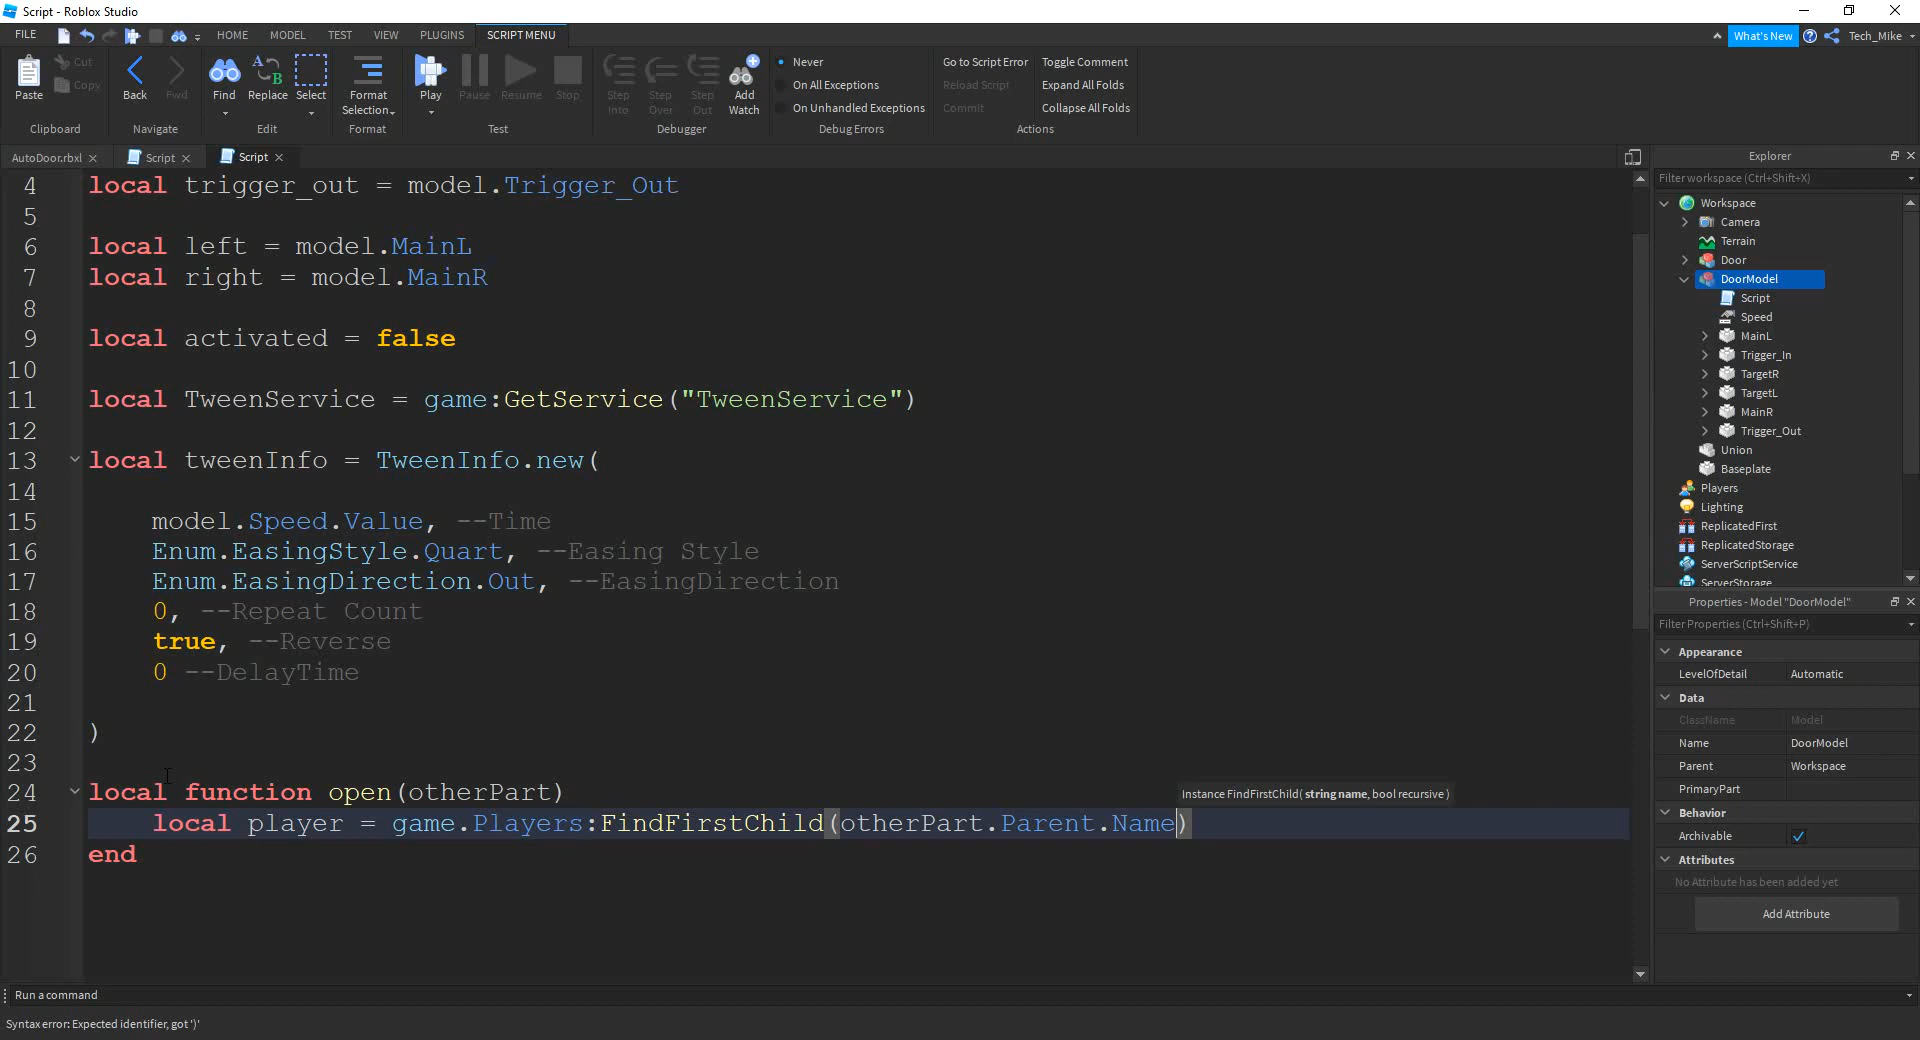 Script - Roblox Studio
FILE HOME MODEL TEST VIEW PLUGINS SCRIPT MENU What's New Tech_Mike
Paste Cut Copy Back Fwd Find Replace Select Format Selection Play Pause Resume Stop Step Into Step Over Step Out Add Watch
Never
On All Exceptions
On Unhandled Exceptions
Go to Script Error Toggle Comment
Reload Script Expand All Folds
Commit Collapse All Folds
Clipboard Navigate Edit Format Test Debugger Debug Errors Actions
AutoDoor.rbxl Script Script
4 local trigger_out = model.Trigger_Out
5
6 local left = model.MainL
7 local right = model.MainR
8
9 local activated = false
10
11 local TweenService = game:GetService("TweenService")
12
13 local tweenInfo = TweenInfo.new(
14
15 model.Speed.Value, --Time
16 Enum.EasingStyle.Quart, --Easing Style
17 Enum.EasingDirection.Out, --EasingDirection
18 0, --Repeat Count
19 true, --Reverse
20 0 --DelayTime
21
22 )
23
24 local function open(otherPart)
Instance FindFirstChild( string name, bool recursive )
25 local player = game.Players:FindFirstChild(otherPart.Parent.Name)
26 end
Explorer
Filter workspace (Ctrl+Shift+X)
Workspace
Camera
Terrain
Door
DoorModel
Script
Speed
MainL
Trigger_In
TargetR
TargetL
MainR
Trigger_Out
Union
Baseplate
Players
Lighting
ReplicatedFirst
ReplicatedStorage
ServerScriptService
ServerStorage
Properties - Model "DoorModel"
Filter Properties (Ctrl+Shift+P)
Appearance
LevelOfDetail Automatic
Data
ClassName Model
Name DoorModel
Parent Workspace
PrimaryPart
Behavior
Archivable
Attributes
No Attribute has been added yet
Add Attribute
Run a command
Syntax error: Expected identifier, got ')'